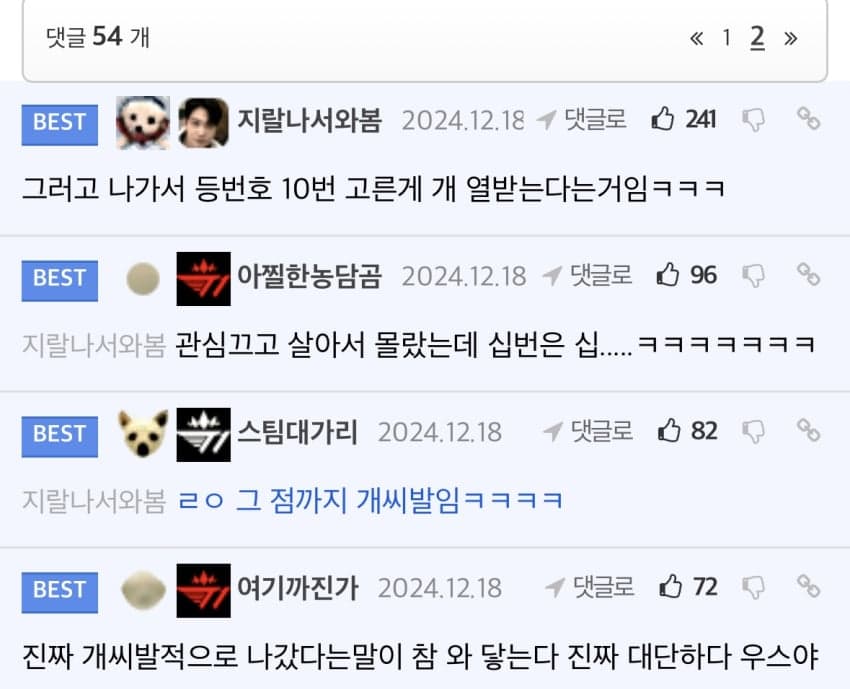 댓글 54 개 « 1 2 »
BEST 지랄나서와봄 2024.12.18 댓글로 241
그러고 나가서 등번호 10번 고른게 개 열받는다는거임ㅋㅋㅋ
BEST 아찔한농담곰 2024.12.18 댓글로 96
지랄나서와봄 관심끄고 살아서 몰랐는데 십번은 십.....ㅋㅋㅋㅋㅋㅋㅋ
BEST 스팀대가리 2024.12.18 댓글로 82
지랄나서와봄 ㄹㅇ 그 점까지 개씨발임ㅋㅋㅋㅋ
BEST 여기까진가 2024.12.18 댓글로 72
진짜 개씨발적으로 나갔다는말이 참 와 닿는다 진짜 대단하다 우스야